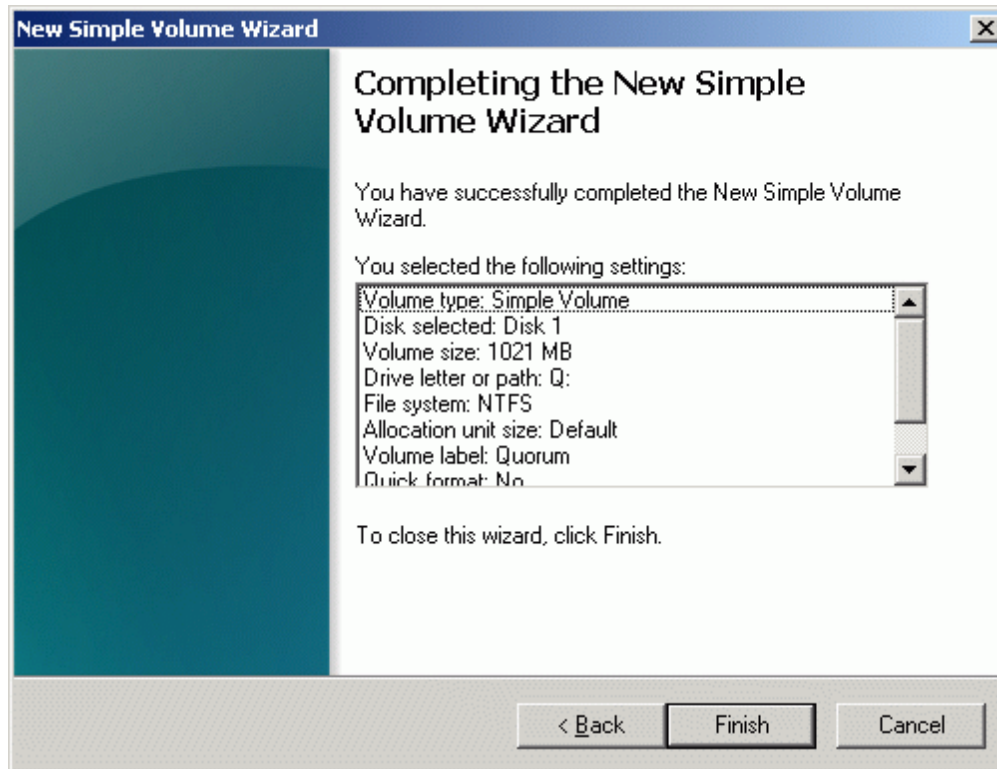 New Simple Volume Wizard
Completing the New Simple
Volume Wizard
You have successfully completed the New Simple Volume
Wizard.
You selected the following settings:
Volume type: Simple Volume
Disk selected: Disk 1
Volume size: 1021 MB
Drive letter or path: Q:
File system: NTFS
Allocation unit size: Default
Volume label: Quorum
Quick format: No
To close this wizard, click Finish.
< Back
Finish
Cancel